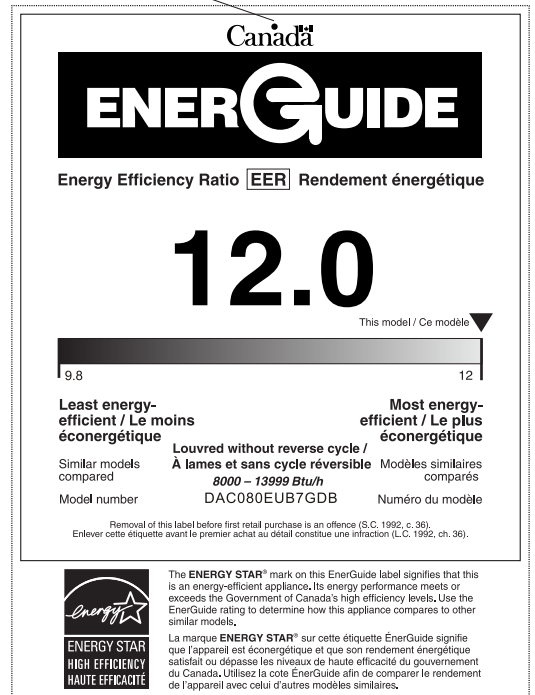 Canada
ENERGUIDE
Energy Efficiency Ratio EER Rendement énergétique
12.0
This model / Ce modèle
9.8
12
Least energy-
efficient / Le moins
éconergétique
Most energy-
efficient / Le plus
éconergétique
Similar models
compared
Louvred without reverse cycle /
À lames et sans cycle réversible
8000 – 13999 Btu/h
Modèles similaires
comparés
Model number
DAC080EUB7GDB
Numéro du modèle
Removal of this label before first retail purchase is an offence (S.C. 1992, c. 36).
Enlever cette étiquette avant le premier achat au détail constitue une infraction (L.C. 1992, ch. 36).
energy
ENERGY STAR
HIGH EFFICIENCY
HAUTE EFFICACITÉ
The ENERGY STAR® mark on this EnerGuide label signifies that this
is an energy-efficient appliance. Its energy performance meets or
exceeds the Government of Canada's high efficiency levels. Use the
EnerGuide rating to determine how this appliance compares to other
similar models.
La marque ENERGY STAR® sur cette étiquette ÉnerGuide signifie
que l'appareil est éconergétique et que son rendement énergétique
satisfait ou dépasse les niveaux de haute efficacité du gouvernement
du Canada. Utilisez la cote ÉnerGuide afin de comparer le rendement
de l'appareil avec celui d'autres modèles similaires.